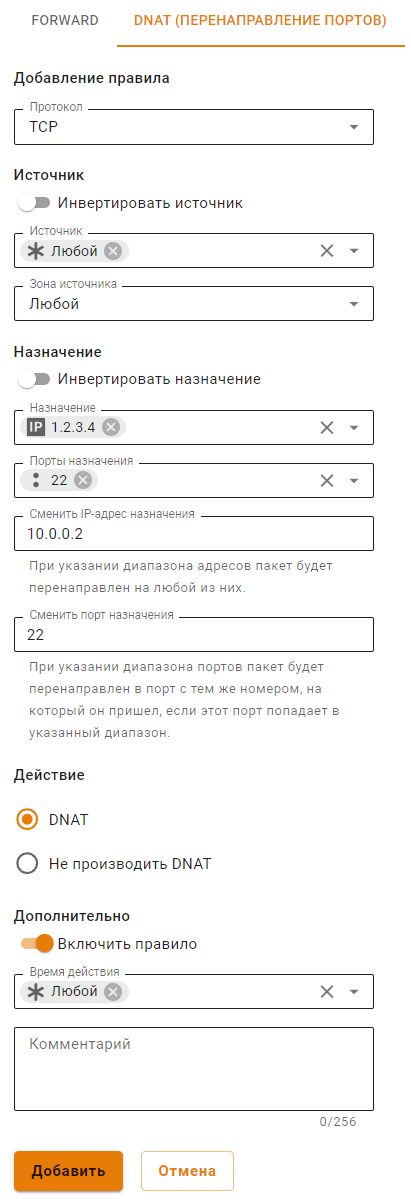 FORWARD
DNAT (ПЕРЕНАПРАВЛЕНИЕ ПОРТОВ)
Добавление правила
Протокол
TCP
Источник
Инвертировать источник
Источник
Любой
Зона источника
Любой
Назначение
Инвертировать назначение
Назначение
IP 1.2.3.4
Порты назначения
22
Сменить IP-адрес назначения
10.0.0.2
При указании диапазона адресов пакет будет
перенаправлен на любой из них.
Сменить порт назначения
22
При указании диапазона портов пакет будет
перенаправлен в порт с тем же номером, на
который он пришел, если этот порт попадает в
указанный диапазон.
Действие
DNAT
Не производить DNAT
Дополнительно
Включить правило
Время действия
Любой
Комментарий
0/256
Добавить
Отмена